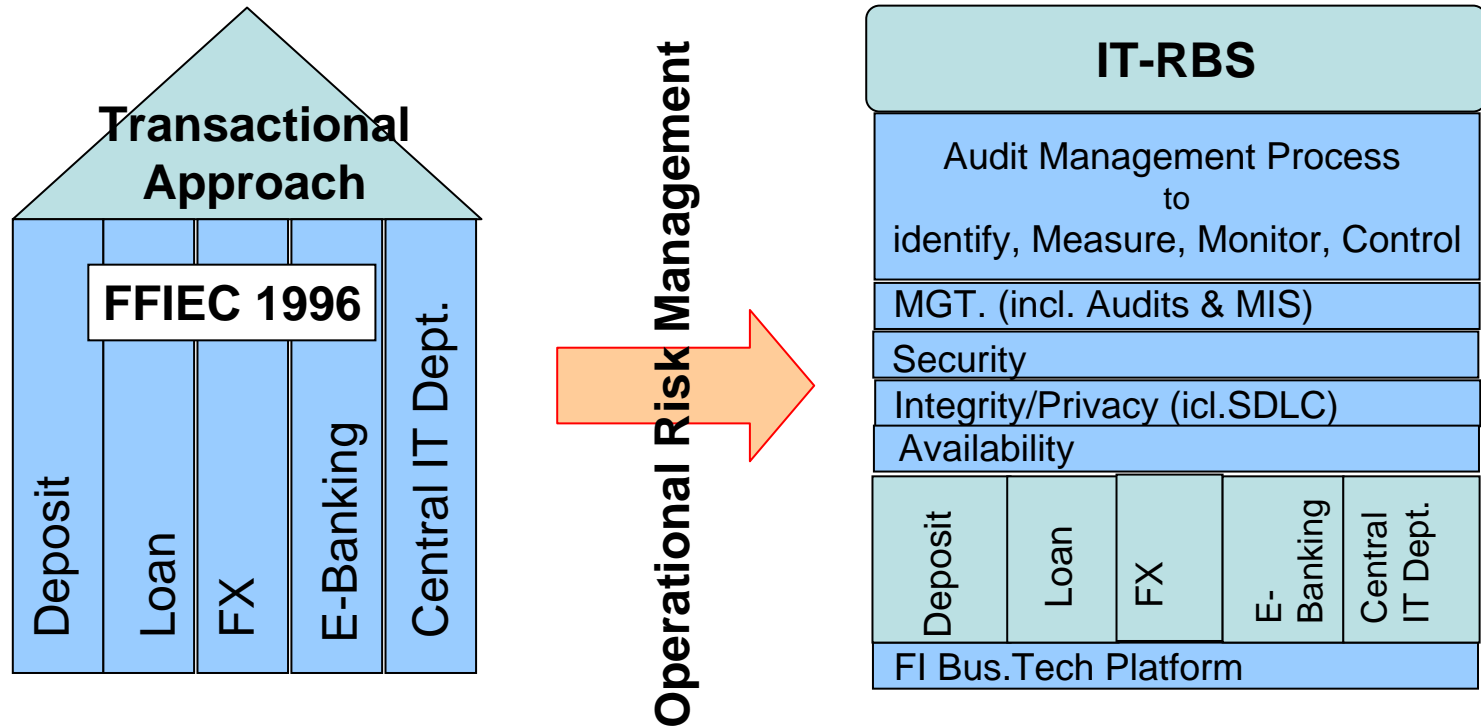 Transactional
Approach
FFIEC 1996
Deposit
Loan
FX
E-Banking
Central IT Dept.
Operational Risk Management
IT-RBS
Audit Management Process
to
identify, Measure, Monitor, Control
MGT. (incl. Audits & MIS)
Security
Integrity/Privacy (icl.SDLC)
Availability
Deposit
Loan
FX
E-
Banking
Central
IT Dept.
FI Bus.Tech Platform